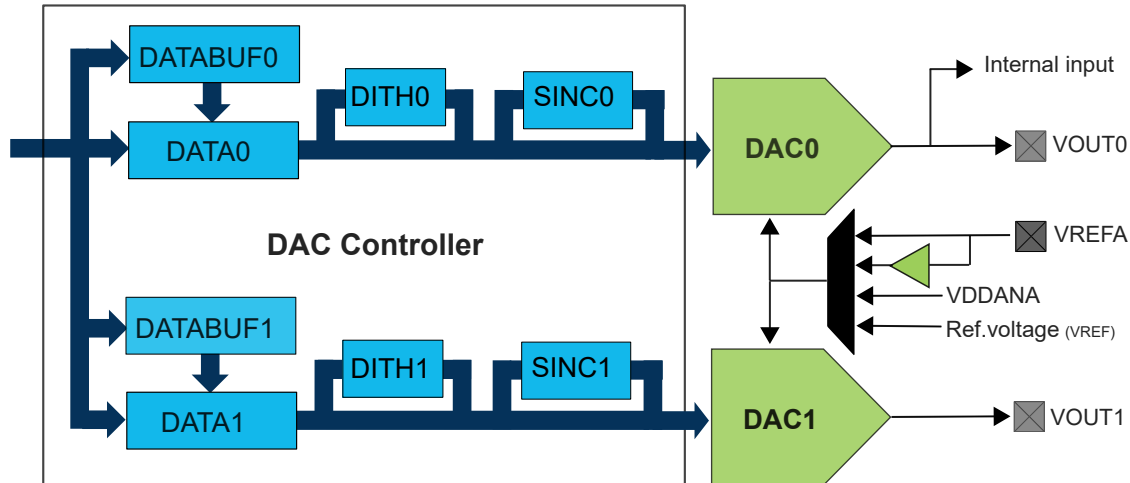 DATABUF0
DITH0
SINC0
DATA0
DAC0
Internal input
VOUT0
DAC Controller
VREFA
VDDANA
Ref.voltage (VREF)
DATABUF1
DITH1
SINC1
DATA1
DAC1
VOUT1